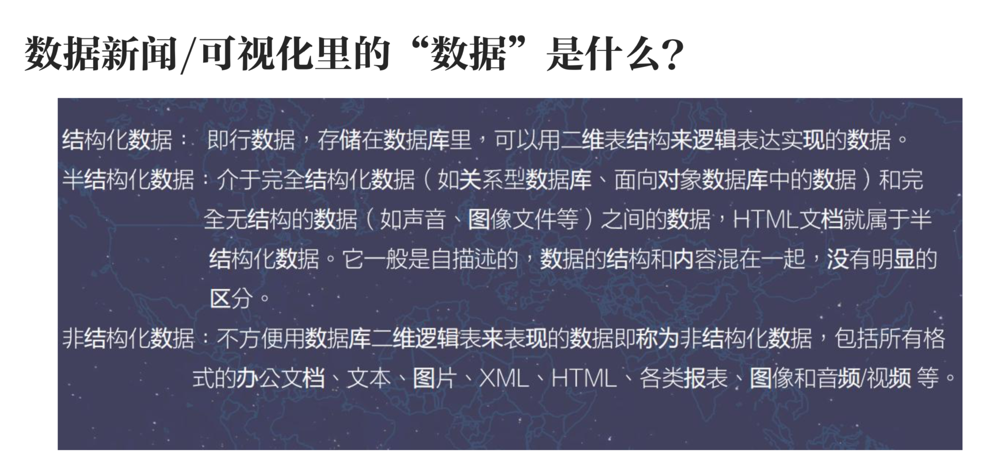 数据新闻/可视化里的“数据”是什么？
结构化数据： 即行数据，存储在数据库里，可以用二维表结构来逻辑表达实现的数据。
半结构化数据：介于完全结构化数据（如关系型数据库、面向对象数据库中的数据）和完
全无结构的数据（如声音、图像文件等）之间的数据，HTML文档就属于半
结构化数据。它一般是自描述的，数据的结构和内容混在一起，没有明显的
区分。
非结构化数据：不方便用数据库二维逻辑表来表现的数据即称为非结构化数据，包括所有格
式的办公文档、文本、图片、XML、HTML、各类报表、图像和音频/视频 等。